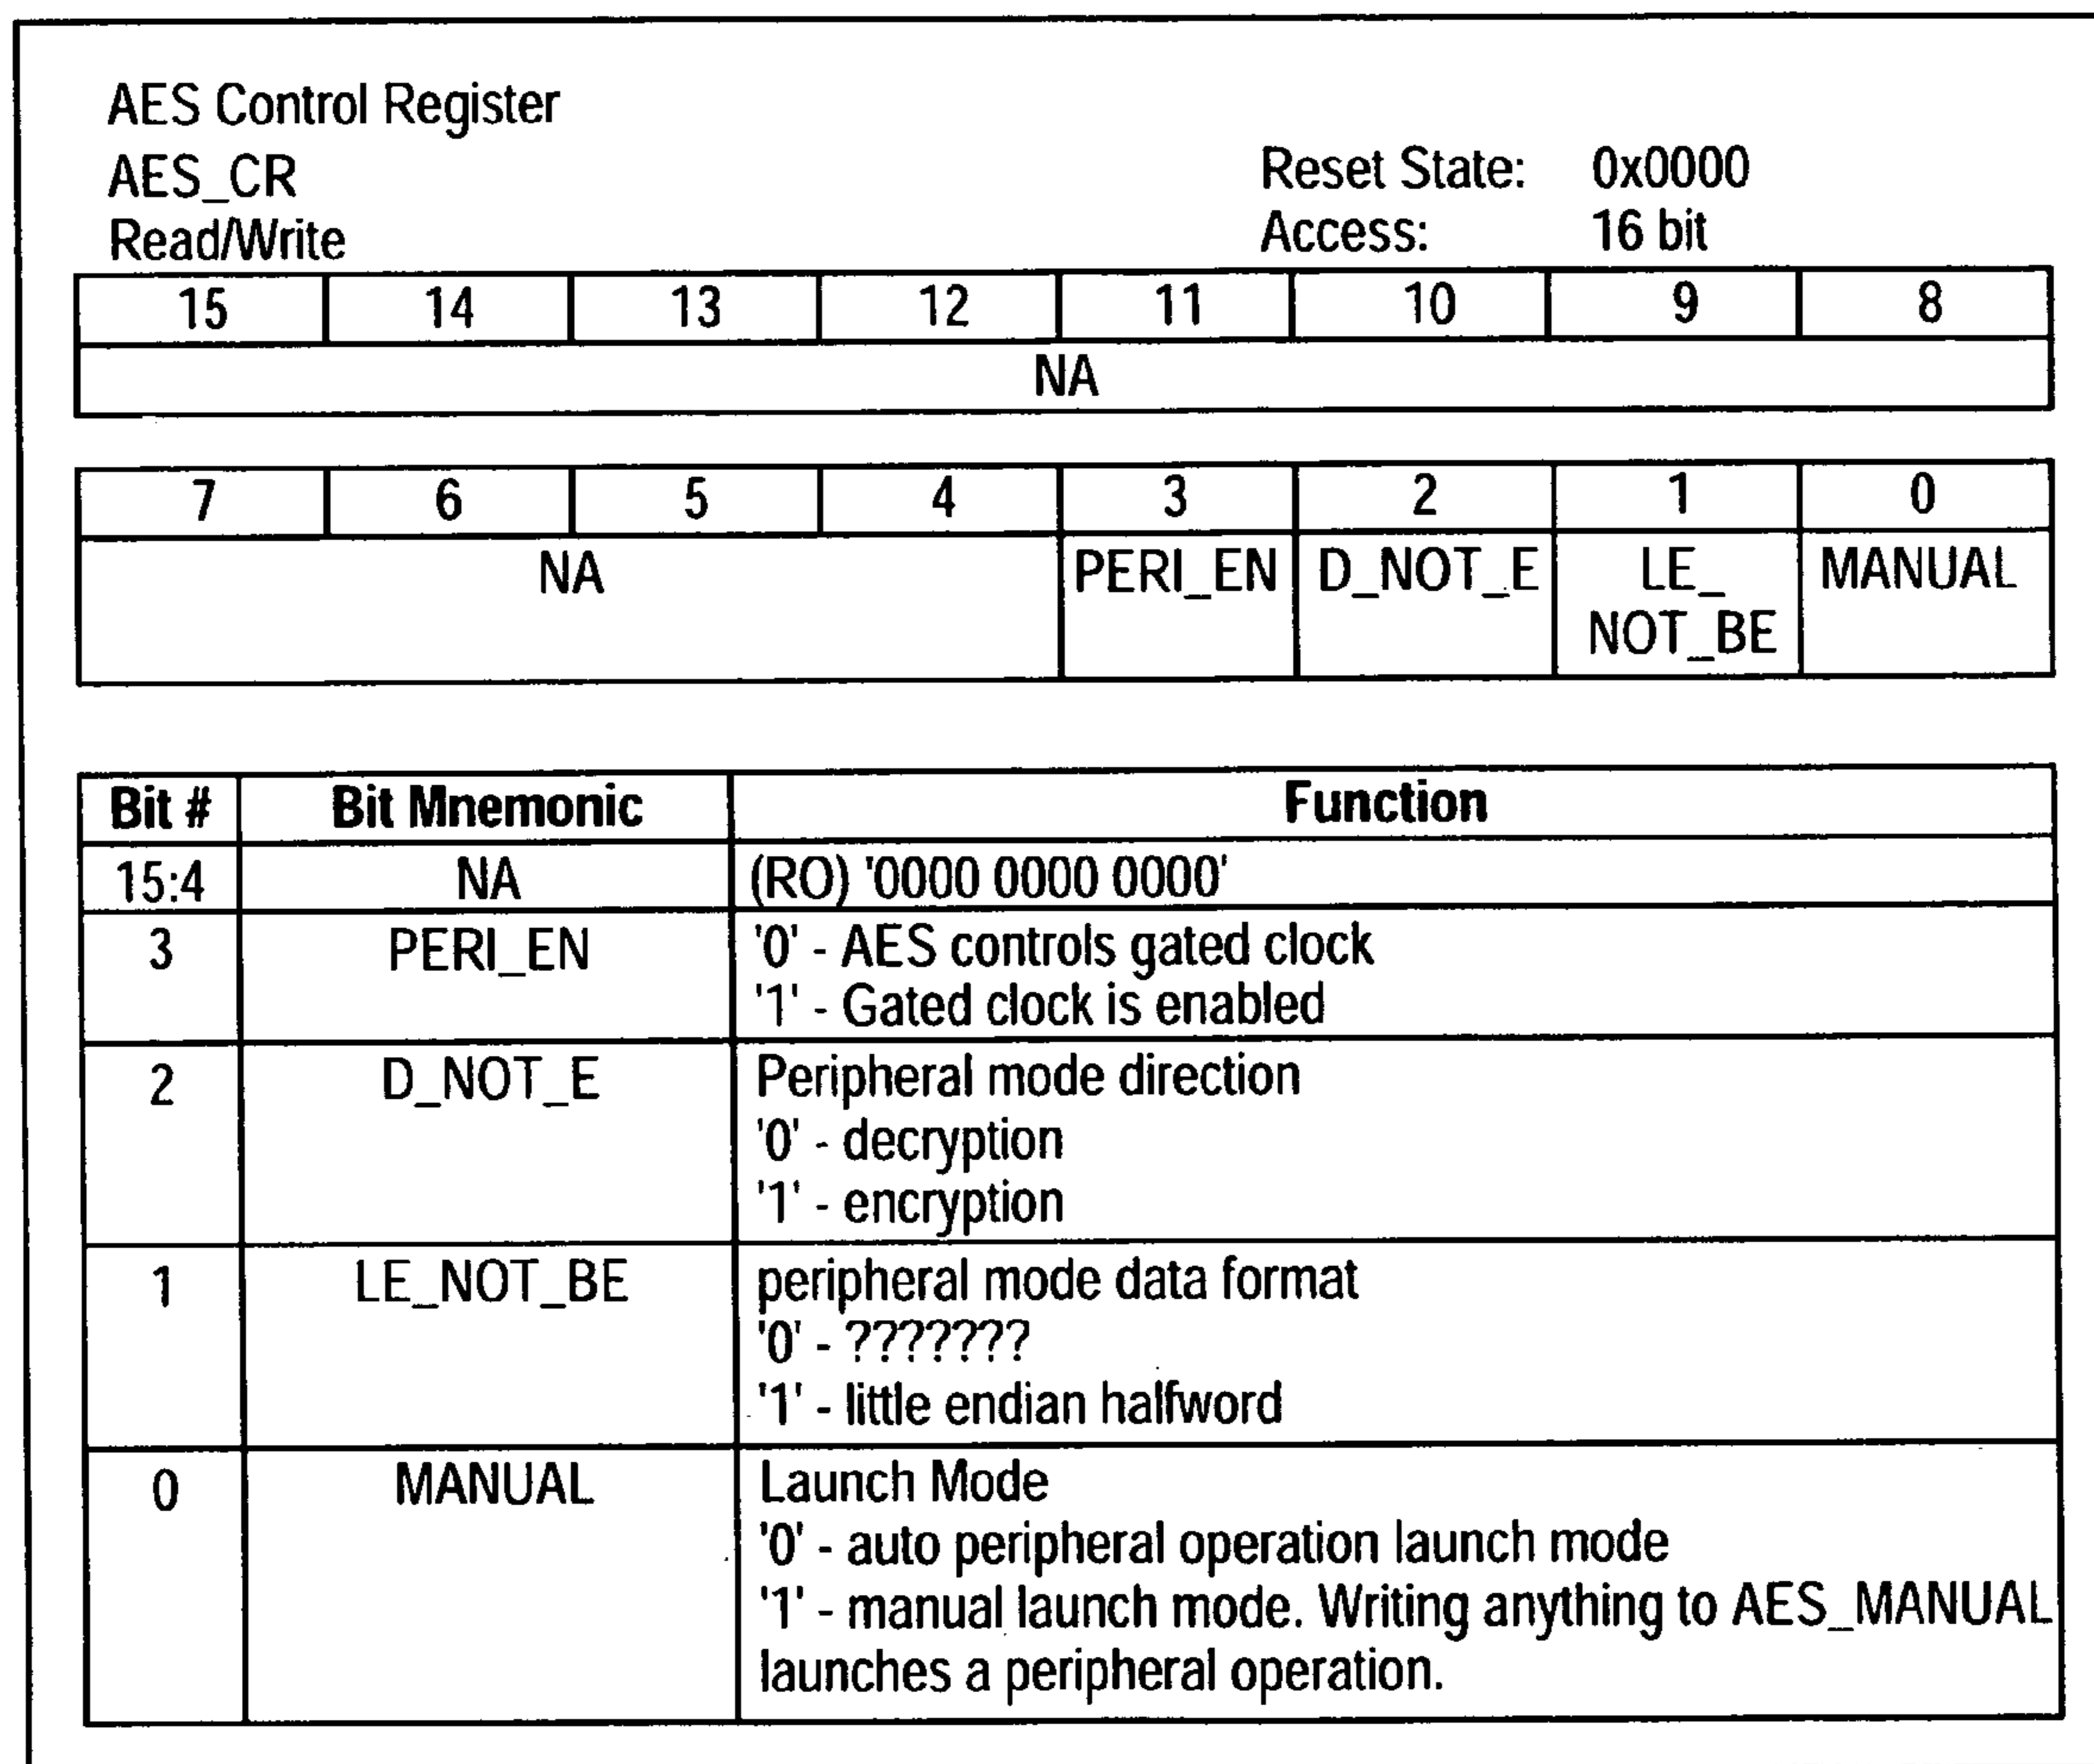 AES Control Register
AES_CR
Reset State: 0x0000
Read/Write
Access: 16 bit
15 14 13 12 11 10 9 8
NA
7 6 5 4 3 2 1 0
NA PERI_EN D_NOT_E LE_ MANUAL
NOT_BE
Bit # Bit Mnemonic Function
15:4 NA (RO) '0000 0000 0000'
3 PERI_EN '0' - AES controls gated clock
'1' - Gated clock is enabled
2 D_NOT_E Peripheral mode direction
'0' - decryption
'1' - encryption
1 LE_NOT_BE peripheral mode data format
'0' - ???????
'1' - little endian halfword
0 MANUAL Launch Mode
'0' - auto peripheral operation launch mode
'1' - manual launch mode. Writing anything to AES_MANUAL
launches a peripheral operation.